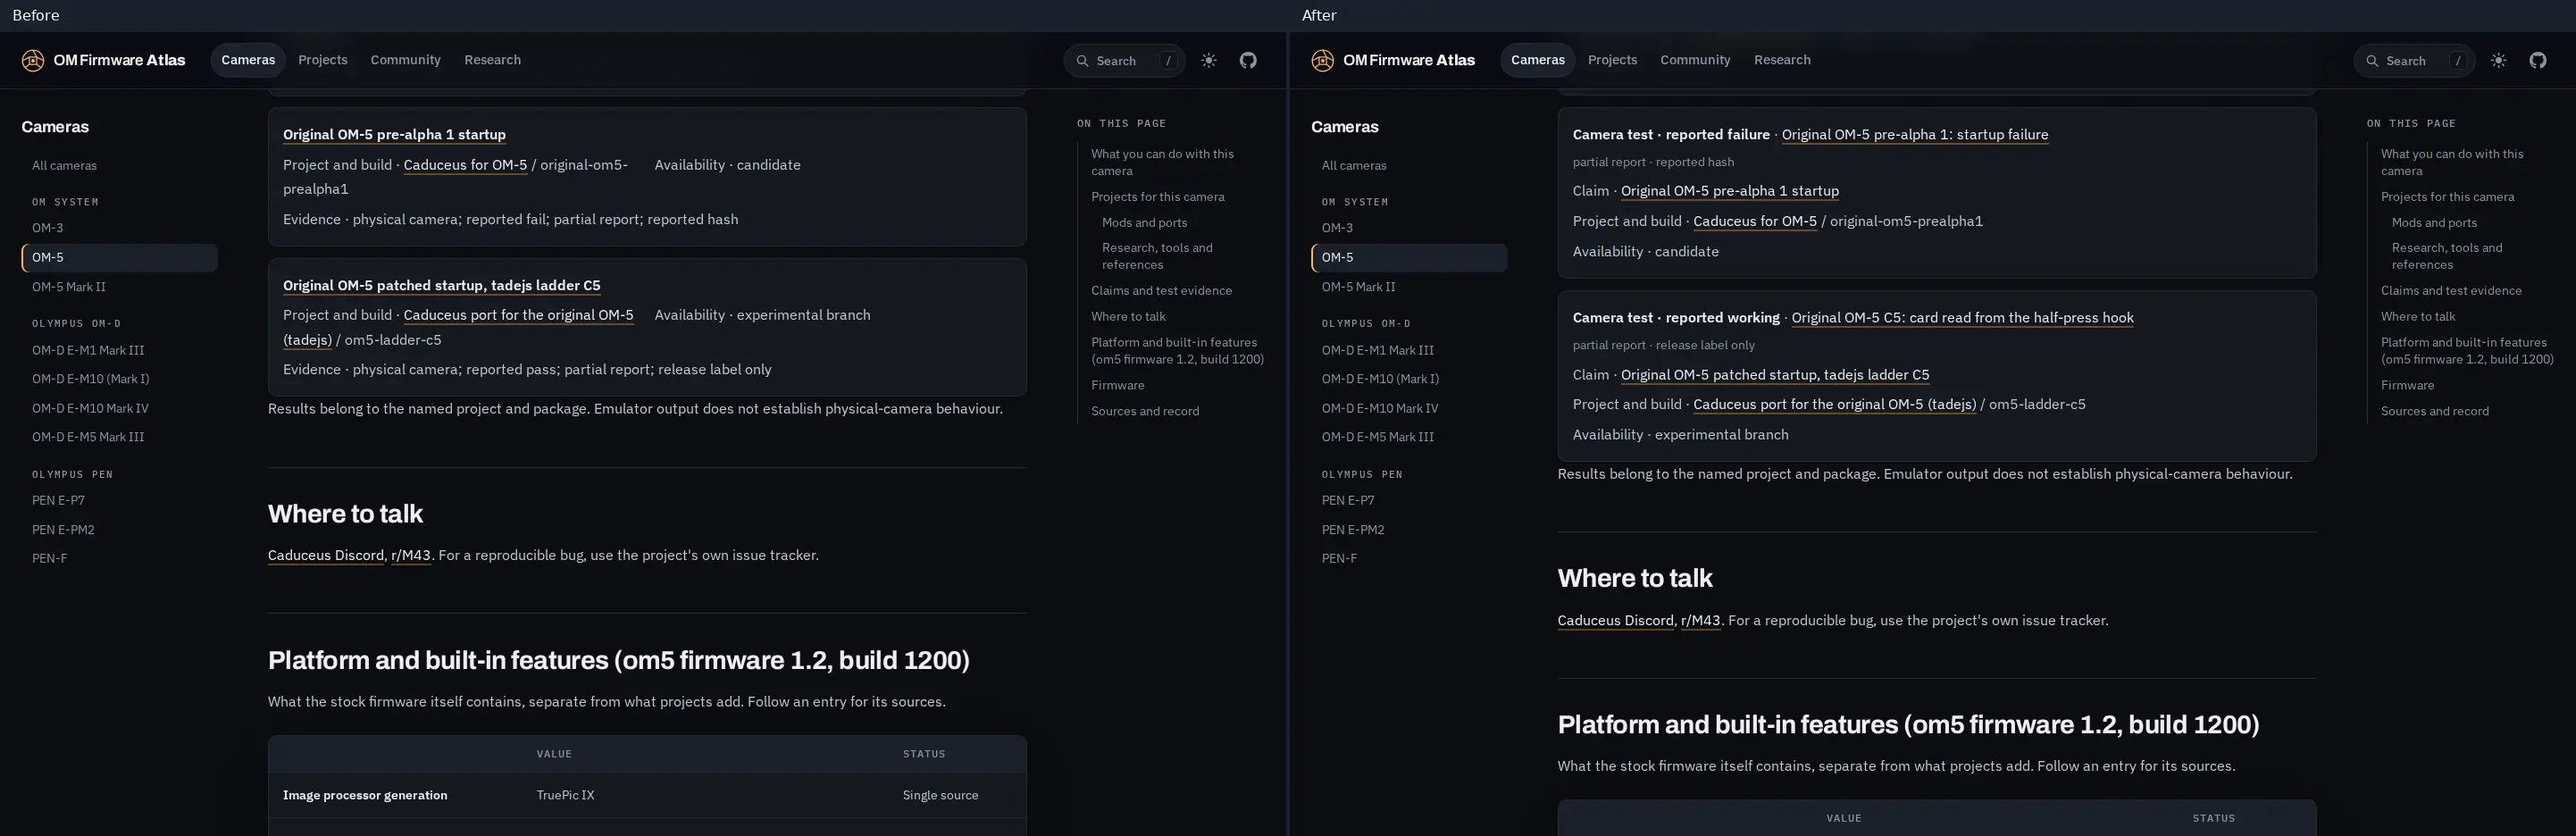 Before
OM Firmware Atlas
Cameras
Projects
Community
Research
Search
/
Cameras
All cameras
OM SYSTEM
OM-3
OM-5
OM-5 Mark II
OLYMPUS OM-D
OM-D E-M1 Mark III
OM-D E-M10 (Mark I)
OM-D E-M10 Mark IV
OM-D E-M5 Mark III
OLYMPUS PEN
PEN E-P7
PEN E-PM2
PEN-F
Original OM-5 pre-alpha 1 startup
Project and build · Caduceus for OM-5 / original-om5-
prealpha1
Availability · candidate
Evidence · physical camera; reported fail; partial report; reported hash
Original OM-5 patched startup, tadejs ladder C5
Project and build · Caduceus port for the original OM-5
(tadejs) / om5-ladder-c5
Availability · experimental branch
Evidence · physical camera; reported pass; partial report; release label only
Results belong to the named project and package. Emulator output does not establish physical-camera behaviour.
Where to talk
Caduceus Discord, r/M43. For a reproducible bug, use the project's own issue tracker.
Platform and built-in features (om5 firmware 1.2, build 1200)
What the stock firmware itself contains, separate from what projects add. Follow an entry for its sources.
VALUE
STATUS
Image processor generation
TruePic IX
Single source
ON THIS PAGE
What you can do with this
camera
Projects for this camera
Mods and ports
Research, tools and
references
Claims and test evidence
Where to talk
Platform and built-in features
(om5 firmware 1.2, build 1200)
Firmware
Sources and record
After
OM Firmware Atlas
Cameras
Projects
Community
Research
Search
/
Cameras
All cameras
OM SYSTEM
OM-3
OM-5
OM-5 Mark II
OLYMPUS OM-D
OM-D E-M1 Mark III
OM-D E-M10 (Mark I)
OM-D E-M10 Mark IV
OM-D E-M5 Mark III
OLYMPUS PEN
PEN E-P7
PEN E-PM2
PEN-F
Camera test · reported failure · Original OM-5 pre-alpha 1: startup failure
partial report · reported hash
Claim · Original OM-5 pre-alpha 1 startup
Project and build · Caduceus for OM-5 / original-om5-prealpha1
Availability · candidate
Camera test · reported working · Original OM-5 C5: card read from the half-press hook
partial report · release label only
Claim · Original OM-5 patched startup, tadejs ladder C5
Project and build · Caduceus port for the original OM-5 (tadejs) / om5-ladder-c5
Availability · experimental branch
Results belong to the named project and package. Emulator output does not establish physical-camera behaviour.
Where to talk
Caduceus Discord, r/M43. For a reproducible bug, use the project's own issue tracker.
Platform and built-in features (om5 firmware 1.2, build 1200)
What the stock firmware itself contains, separate from what projects add. Follow an entry for its sources.
VALUE
STATUS
ON THIS PAGE
What you can do with this
camera
Projects for this camera
Mods and ports
Research, tools and
references
Claims and test evidence
Where to talk
Platform and built-in features
(om5 firmware 1.2, build 1200)
Firmware
Sources and record